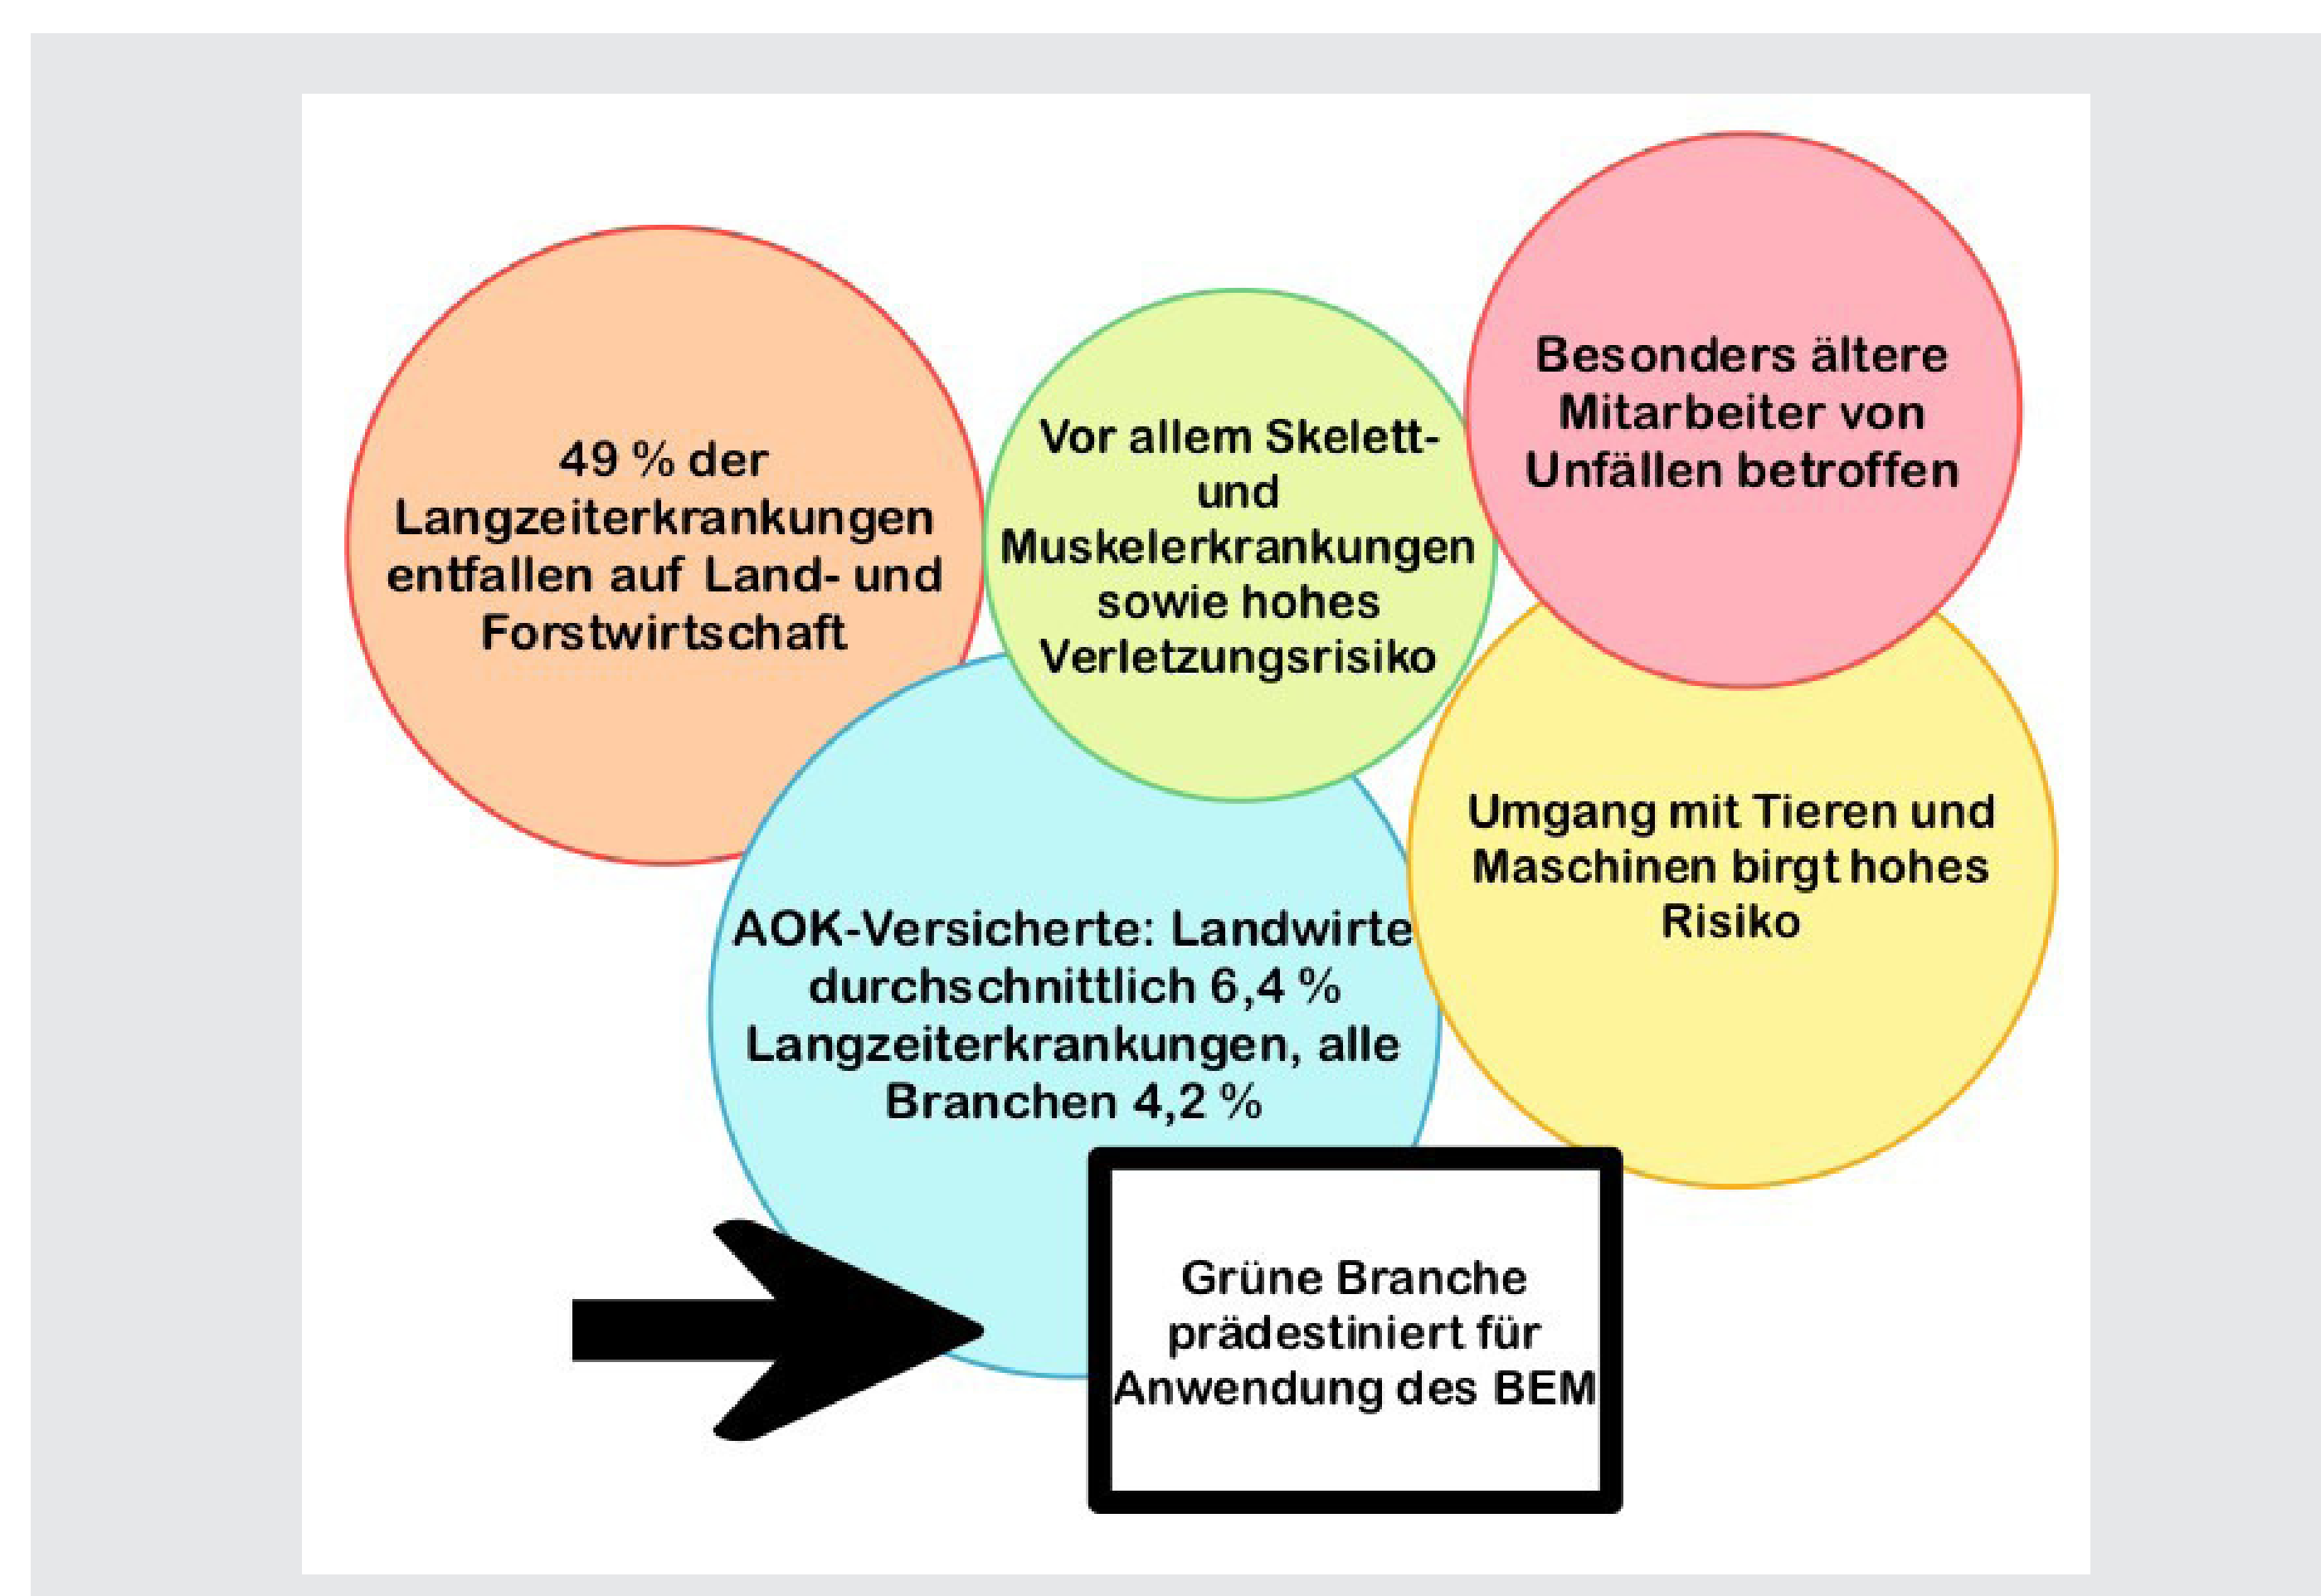 49 % der
Langzeiterkrankungen
entfallen auf Land- und
Forstwirtschaft
Vor allem Skelett-
und
Muskelerkrankungen
sowie hohes
Verletzungsrisiko
Besonders ältere
Mitarbeiter von
Unfällen betroffen
AOK-Versicherte: Landwirte
durchschnittlich 6,4 %
Langzeiterkrankungen, alle
Branchen 4,2 %
Umgang mit Tieren und
Maschinen birgt hohes
Risiko
Grüne Branche
prädestiniert für
Anwendung des BEM